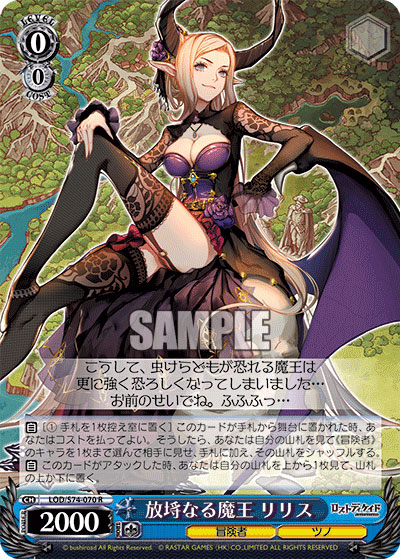 LEVEL
0
0
COST
SAMPLE
こうして、虫けらどもが恐れる魔王は
更に強く恐ろしくなってしまいました…
お前のせいでね。ふふふっ…
自 [① 手札を1枚控え室に置く] このカードが手札から舞台に置かれた時、あ
なたはコストを払ってよい。そうしたら、あなたは自分の山札を見て《冒険者》
のキャラを1枚まで選んで相手に見せ、手札に加え、その山札をシャッフルする。
自 このカードがアタックした時、あなたは自分の山札を上から1枚見て、山
札の上か下に置く。
CH LOD/S74-070 R
2000
放埒なる魔王 リリス
ロストディケイド
冒険者 ツノ
© bushiroad All Rights Reserved. © RASTAR GAMES (HK) CO.,LIMITED ALL RIGHTS RESERVED.